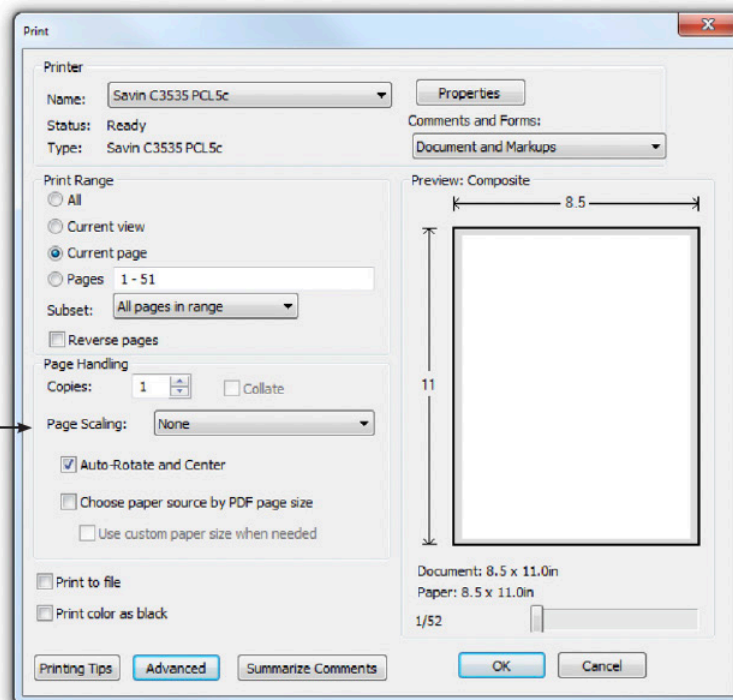 Print
Printer
Name: Savin C3535 PCL5c Properties
Status: Ready Comments and Forms:
Type: Savin C3535 PCL5c Document and Markups
Print Range
All
Current view
Current page
Pages 1 - 51
Subset: All pages in range
Reverse pages
Page Handling
Copies: 1 Collate
Page Scaling: None
Auto-Rotate and Center
Choose paper source by PDF page size
Use custom paper size when needed
Print to file
Print color as black
Preview: Composite
8.5
11
Document: 8.5 x 11.0in
Paper: 8.5 x 11.0in
1/52
Printing Tips Advanced Summarize Comments OK Cancel